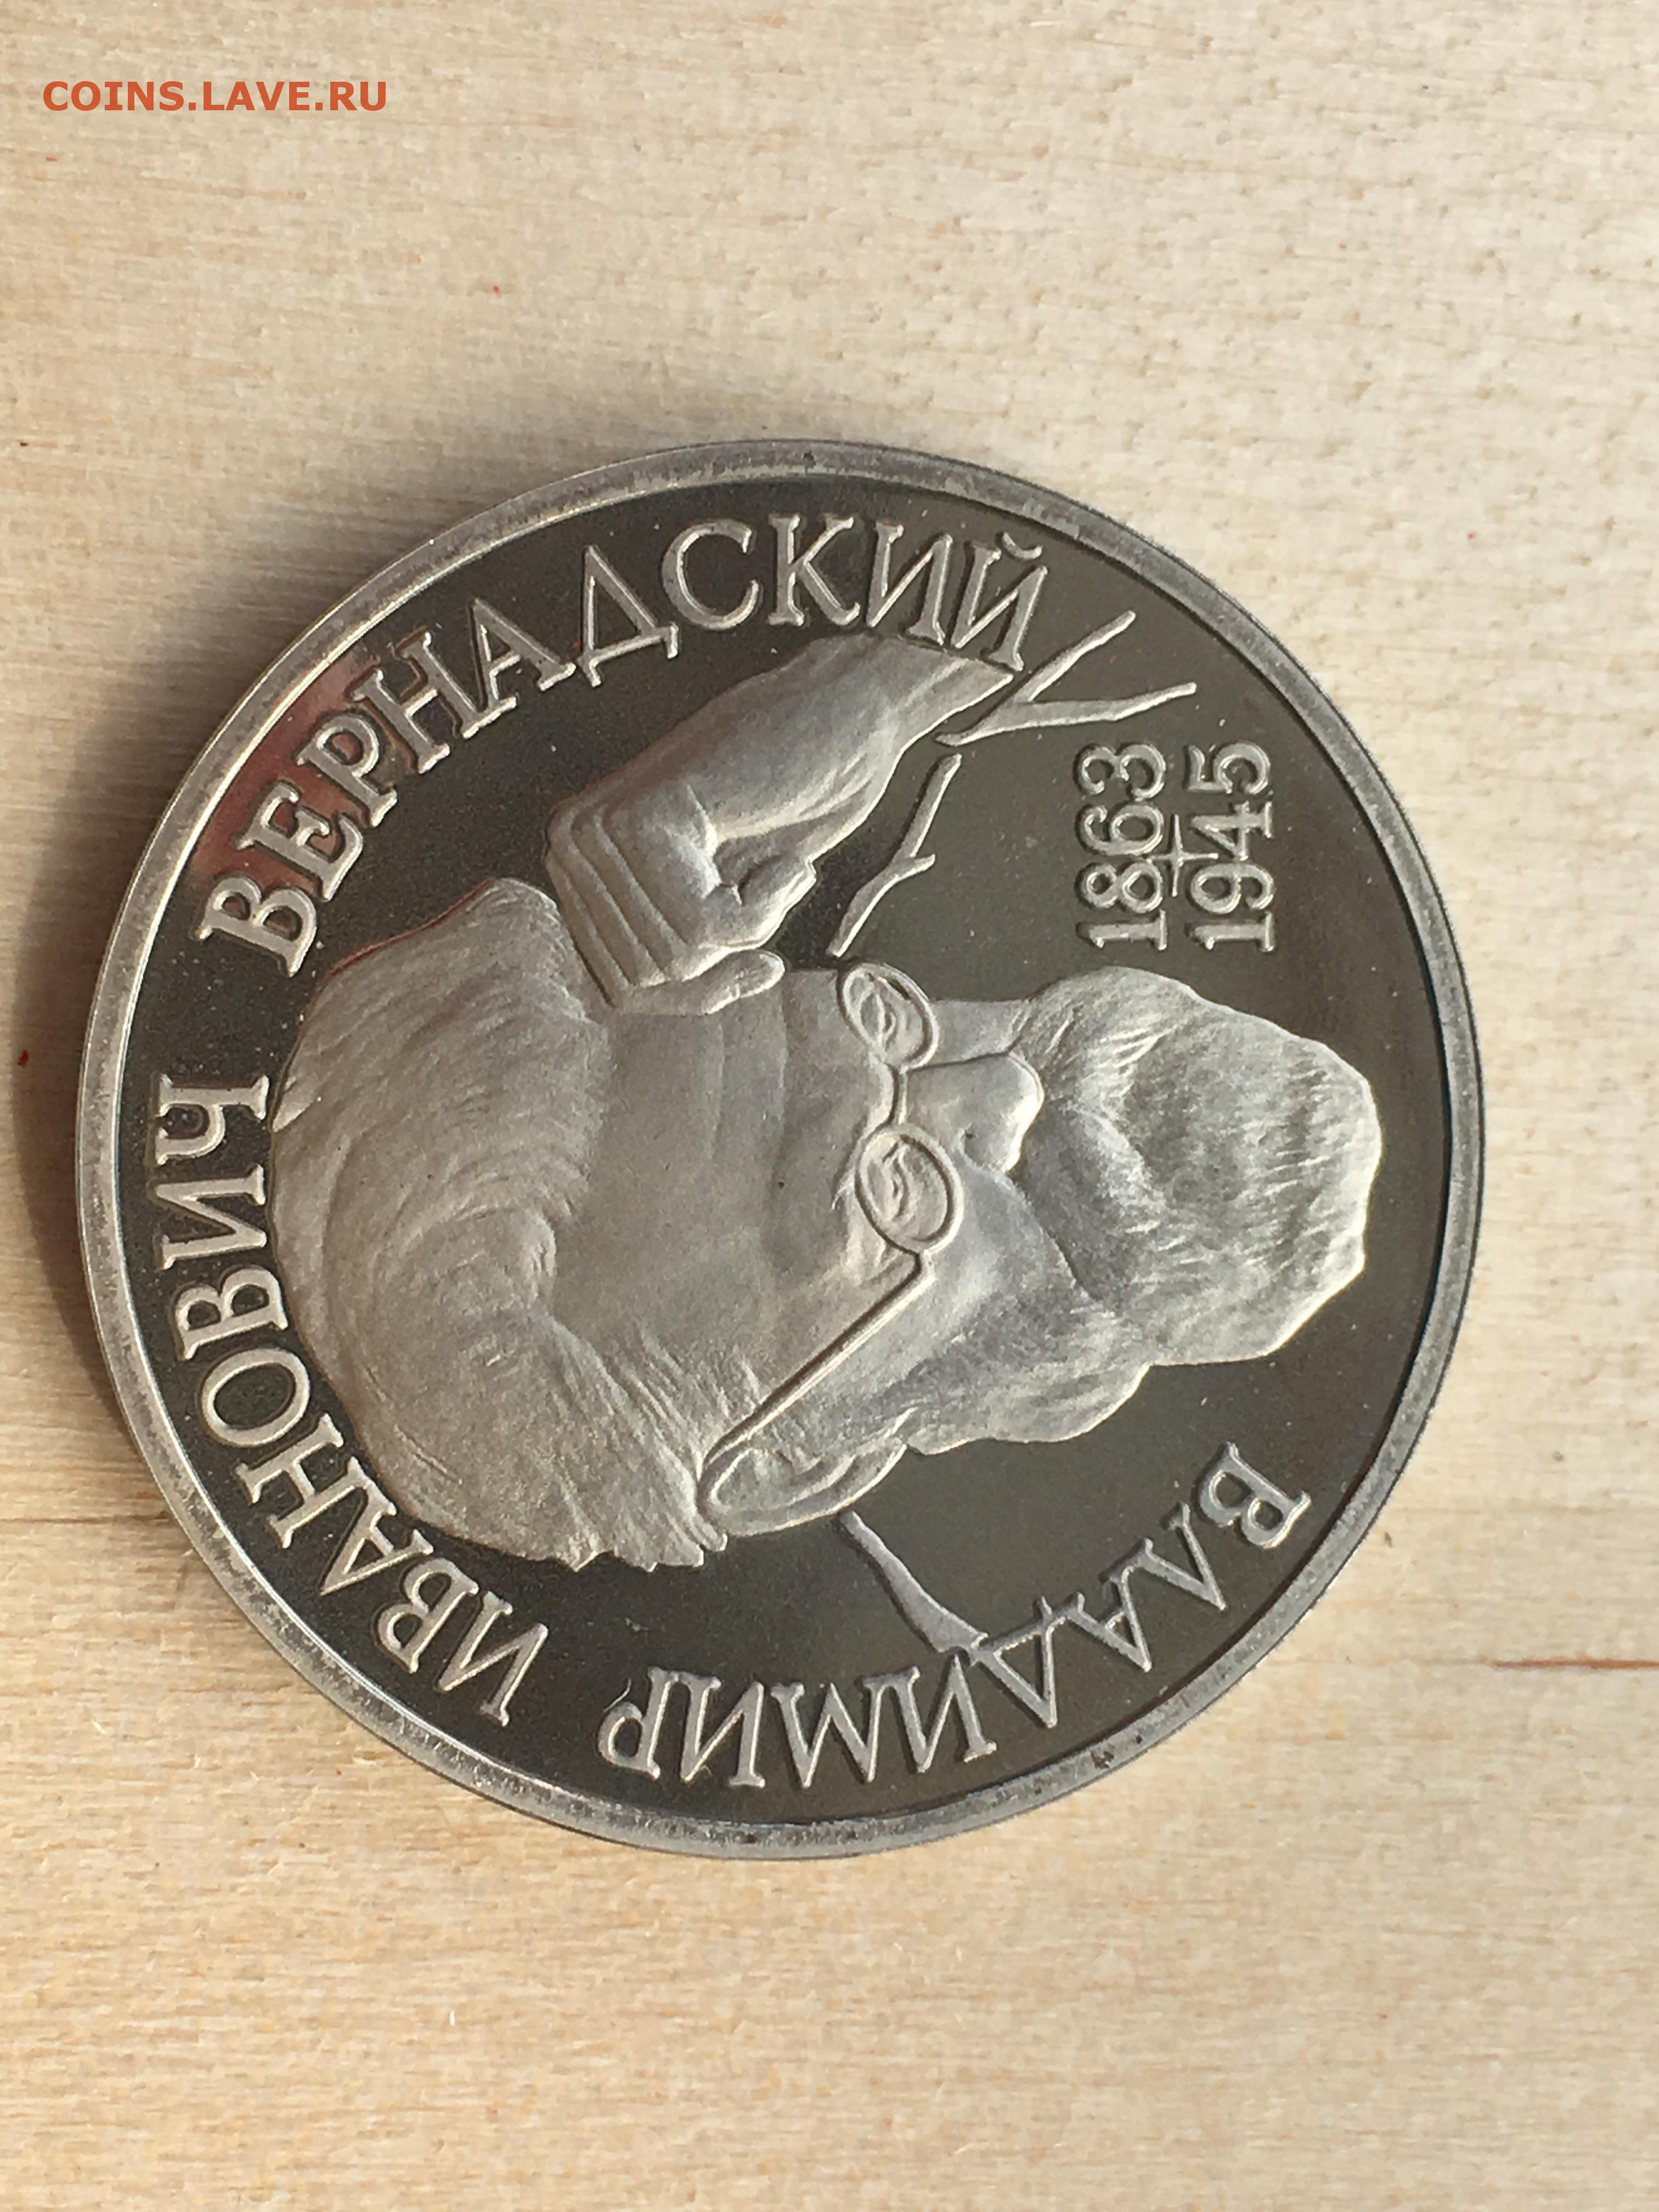 COINS.LAVE.RU
ВЛАДИМИР ИВАНОВИЧ ВЕРНАДСКИЙ
1863
1945